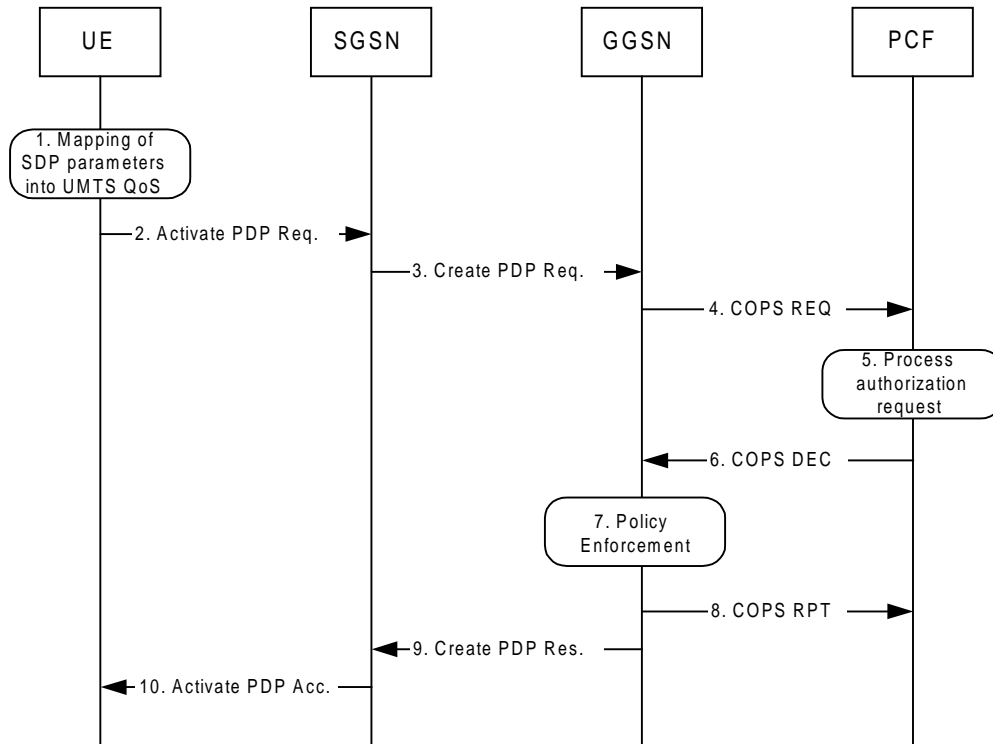 UE
SGSN
GGSN
PCF
1. Mapping of
SDP parameters
into UMTS QoS
2. Activate PDP Req.
3. Create PDP Req.
4. COPS REQ
5. Process
authorization
request
6. COPS DEC
7. Policy
Enforcement
8. COPS RPT
9. Create PDP Res.
10. Activate PDP Acc.